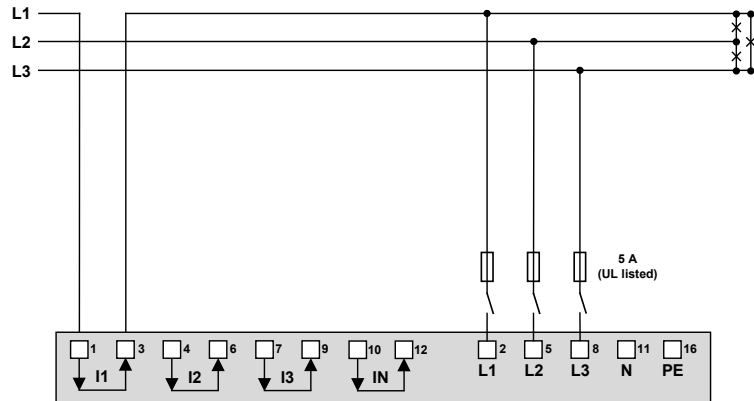 L1
L2
L3
5 A
(UL listed)
1 3 4 6 7 9 10 12 2 5 8 11 16
I1 I2 I3 IN L1 L2 L3 N PE